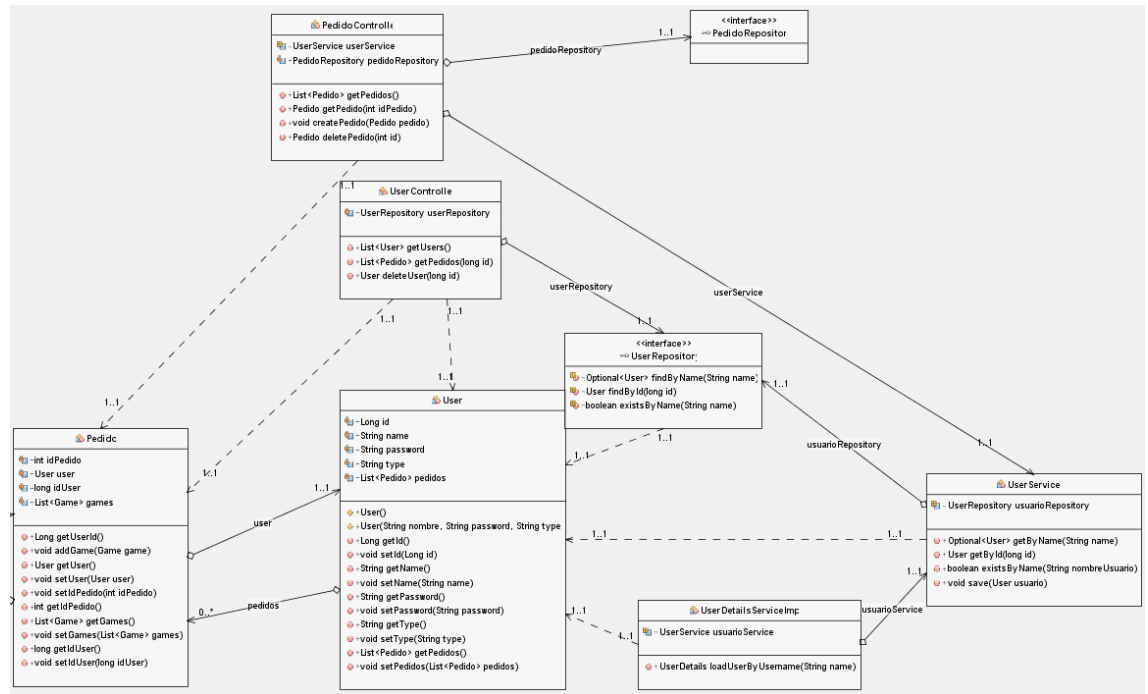 PedidoControlle
~UserService userService
-PedidoRepository pedidoRepository
+List<Pedido> getPedidos()
+Pedido getPedido(int idPedido)
+void createPedido(Pedido pedido)
+Pedido deletePedido(int id)
<<interface>>
PedidoRepositor
1..1
pedidoRepository
1..1
UserControlle
-UserRepository userRepository
+List<User> getUsers()
+List<Pedido> getPedidos(long id)
+User deleteUser(long id)
userRepository
userService
1..1
1..1
1..1
<<interface>>
UserRepository
~Optional<User> findByName(String name)
~User findById(long id)
~boolean existsByName(String name)
1..1
1..1
1..1
1..1
1..1
usuarioRepository
1..1
1..1
Pedido
-int idPedido
-User user
-long idUser
-List<Game> games
+Long getUserId()
+void addGame(Game game)
+User getUser()
+void setUser(User user)
+void setIdPedido(int idPedido)
+int getIdPedido()
+List<Game> getGames()
+void setGames(List<Game> games)
+long getIdUser()
+void setIdUser(long idUser)
1..1
1..1
user
pedidos
0..*
User
-Long id
-String name
-String password
-String type
-List<Pedido> pedidos
+User()
+User(String nombre, String password, String type
+Long getId()
+void setId(Long id)
+String getName()
+void setName(String name)
+String getPassword()
+void setPassword(String password)
+String getType()
+void setType(String type)
+List<Pedido> getPedidos()
+void setPedidos(List<Pedido> pedidos)
UserService
~UserRepository usuarioRepository
+Optional<User> getByName(String name)
+User getById(long id)
+boolean existsByName(String nombreUsuario)
+void save(User usuario)
1..1
1..1
1..1
usuarioService
1..1
1..1
1..1
UserDetailsServiceImp
~UserService usuarioService
+UserDetails loadUserByUsername(String name)